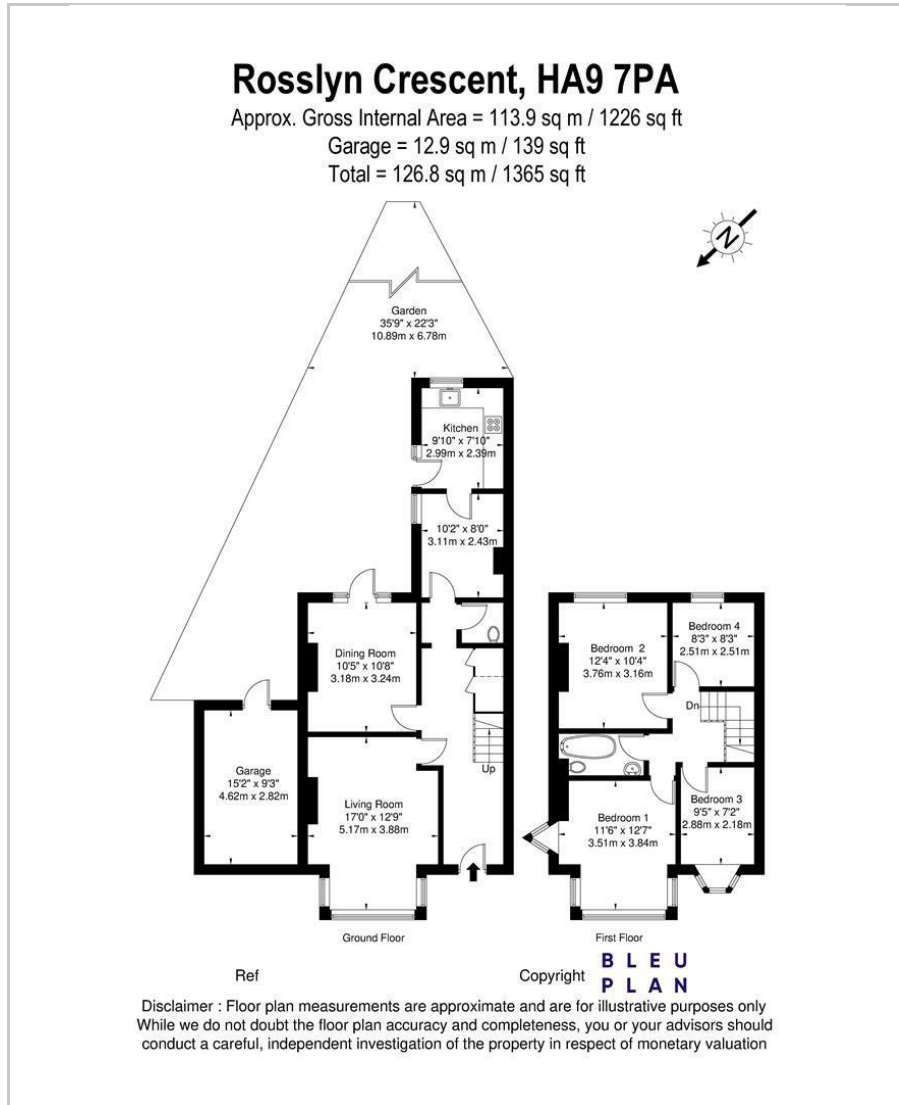 Rosslyn Crescent, HA9 7PA
Approx. Gross Internal Area = 113.9 sq m / 1226 sq ft
Garage = 12.9 sq m / 139 sq ft
Total = 126.8 sq m / 1365 sq ft
N
Garden
35'9" x 22'3"
10.89m x 6.78m
Kitchen
9'10" x 7'10"
2.99m x 2.39m
10'2" x 8'0"
3.11m x 2.43m
Dining Room
10'5" x 10'8"
3.18m x 3.24m
Garage
15'2" x 9'3"
4.62m x 2.82m
Living Room
17'0" x 12'9"
5.17m x 3.88m
Up
Ground Floor
Bedroom 2
12'4" x 10'4"
3.76m x 3.16m
Bedroom 4
8'3" x 8'3"
2.51m x 2.51m
Dn
Bedroom 3
9'5" x 7'2"
2.88m x 2.18m
Bedroom 1
11'6" x 12'7"
3.51m x 3.84m
First Floor
Ref
Copyright
BLEU
PLAN
Disclaimer : Floor plan measurements are approximate and are for illustrative purposes only
While we do not doubt the floor plan accuracy and completeness, you or your advisors should
conduct a careful, independent investigation of the property in respect of monetary valuation